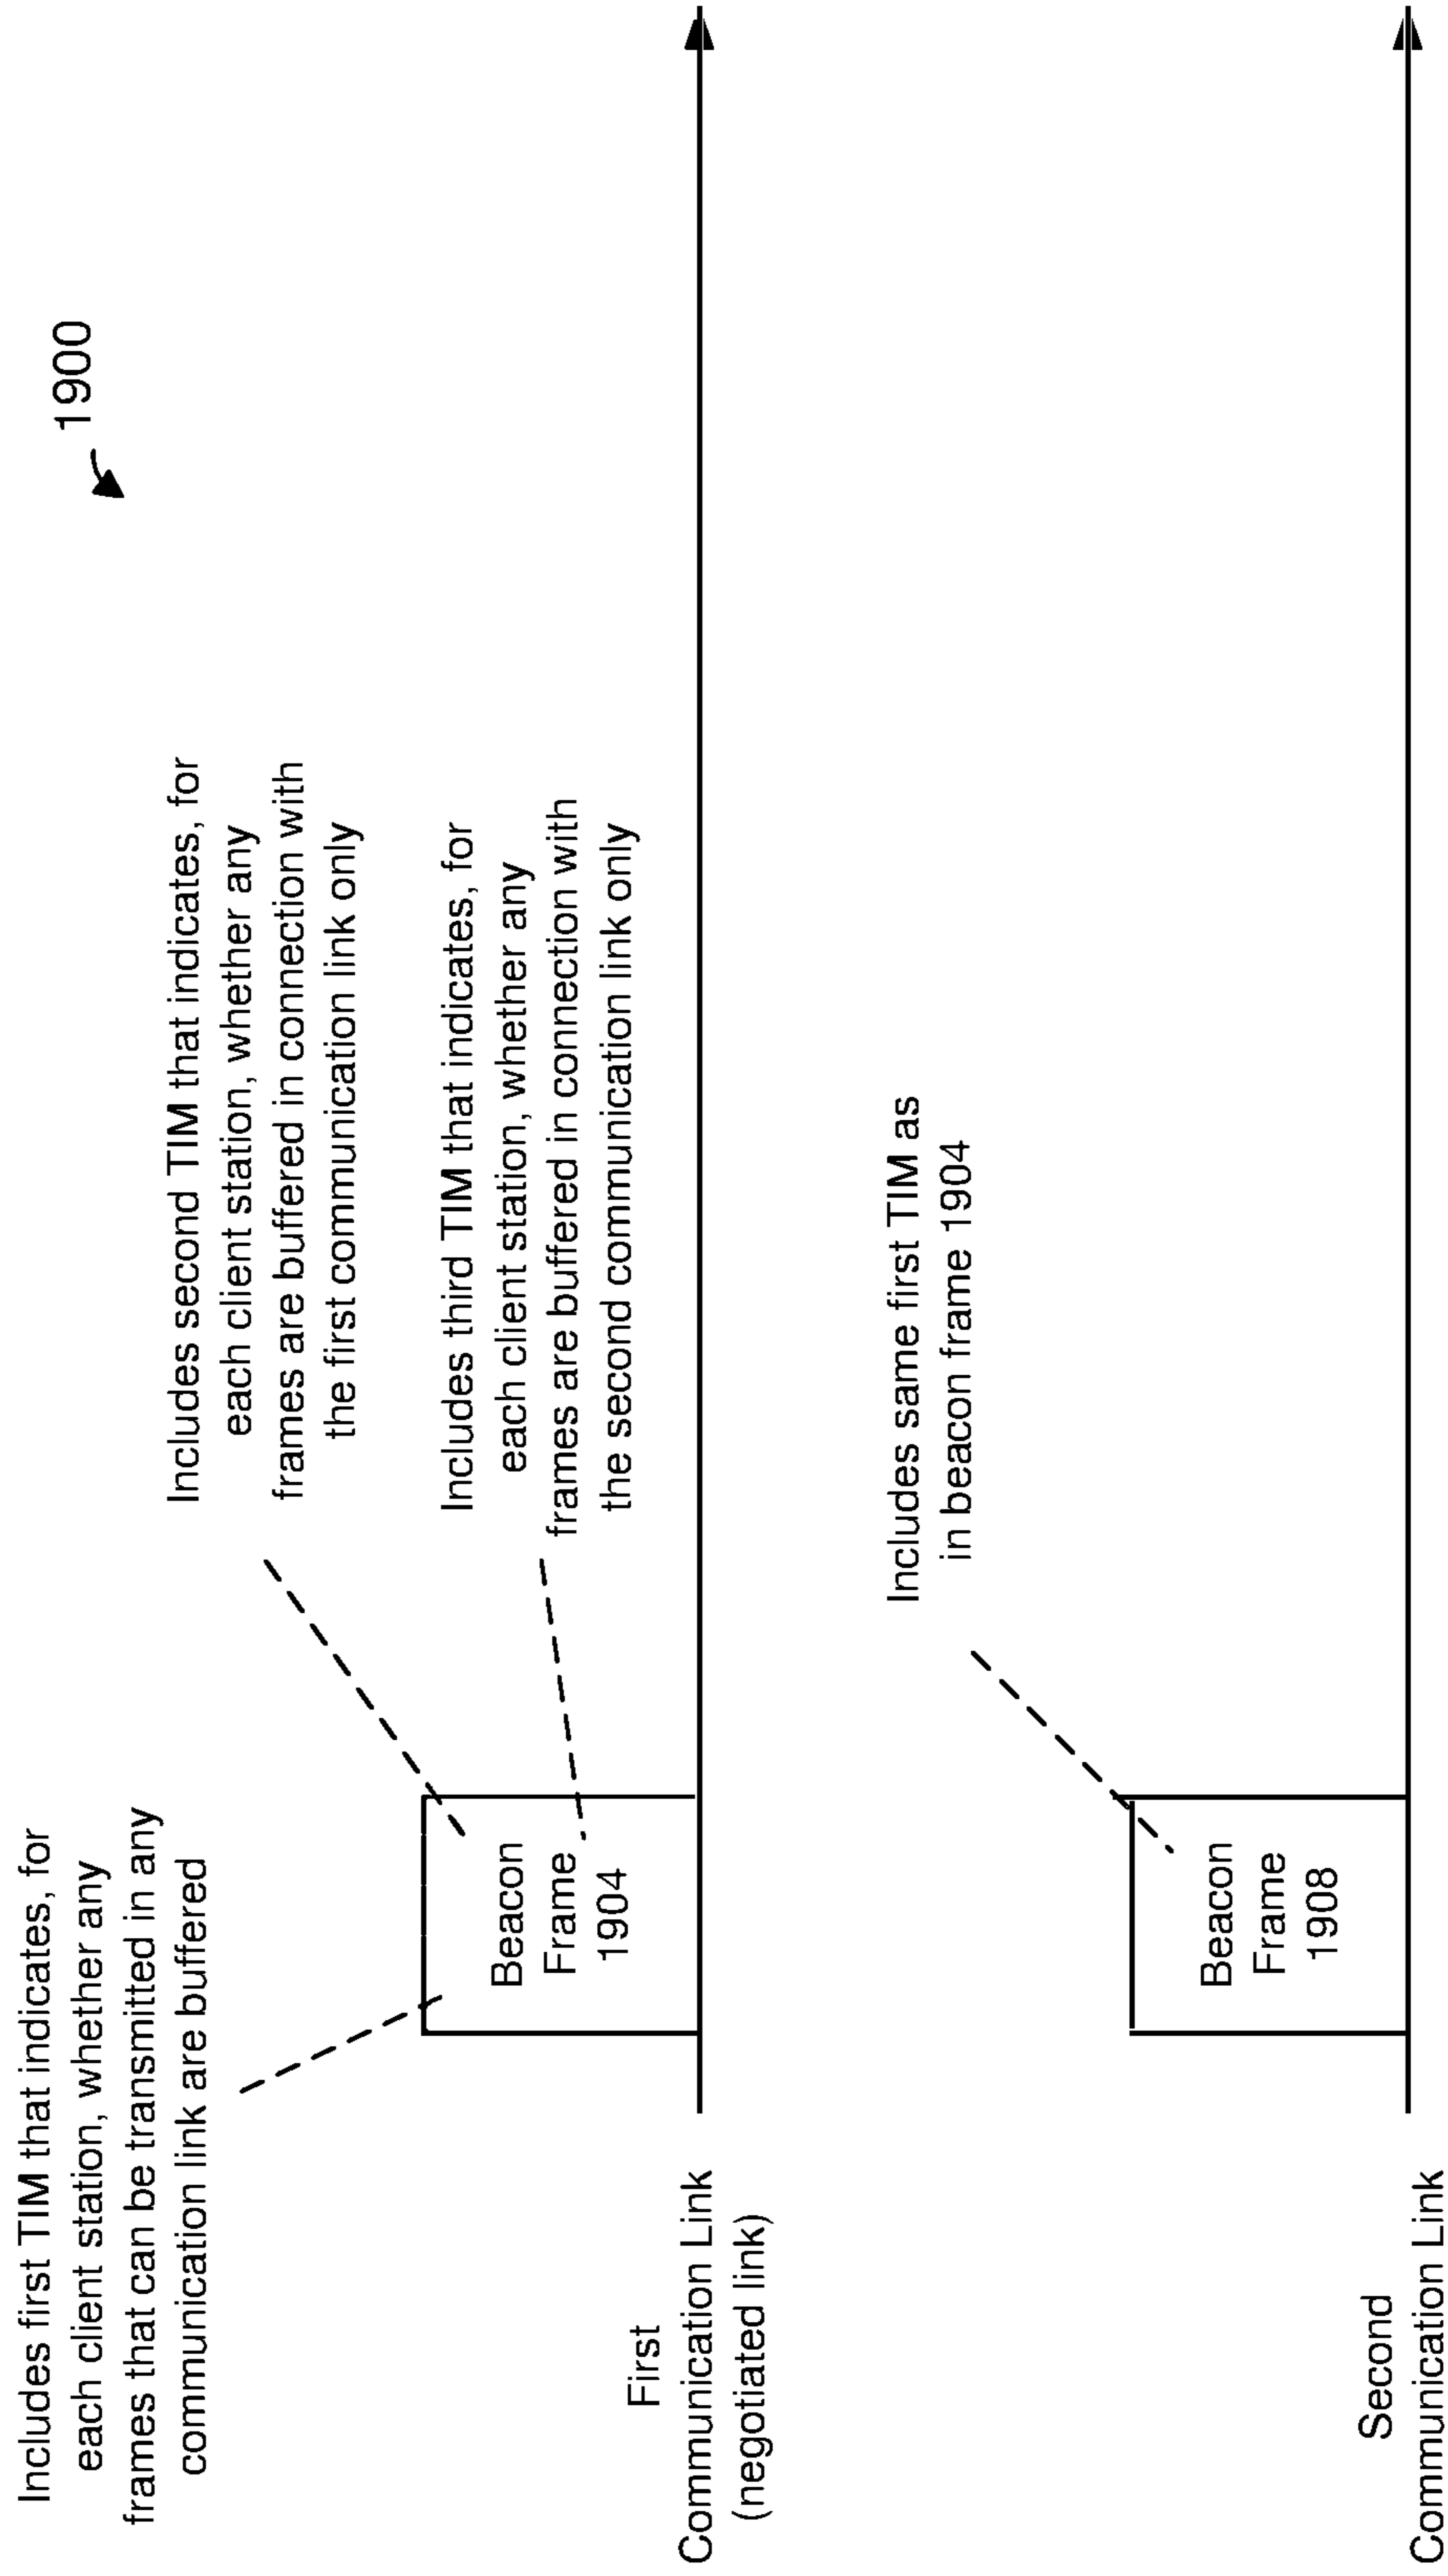 1900
Includes first TIM that indicates, for
each client station, whether any
frames that can be transmitted in any
communication link are buffered
Includes second TIM that indicates, for
each client station, whether any
frames are buffered in connection with
the first communication link only
Includes third TIM that indicates, for
each client station, whether any
frames are buffered in connection with
the second communication link only
Beacon
Frame
1904
First
Communication Link
(negotiated link)
Includes same first TIM as
in beacon frame 1904
Beacon
Frame
1908
Second
Communication Link